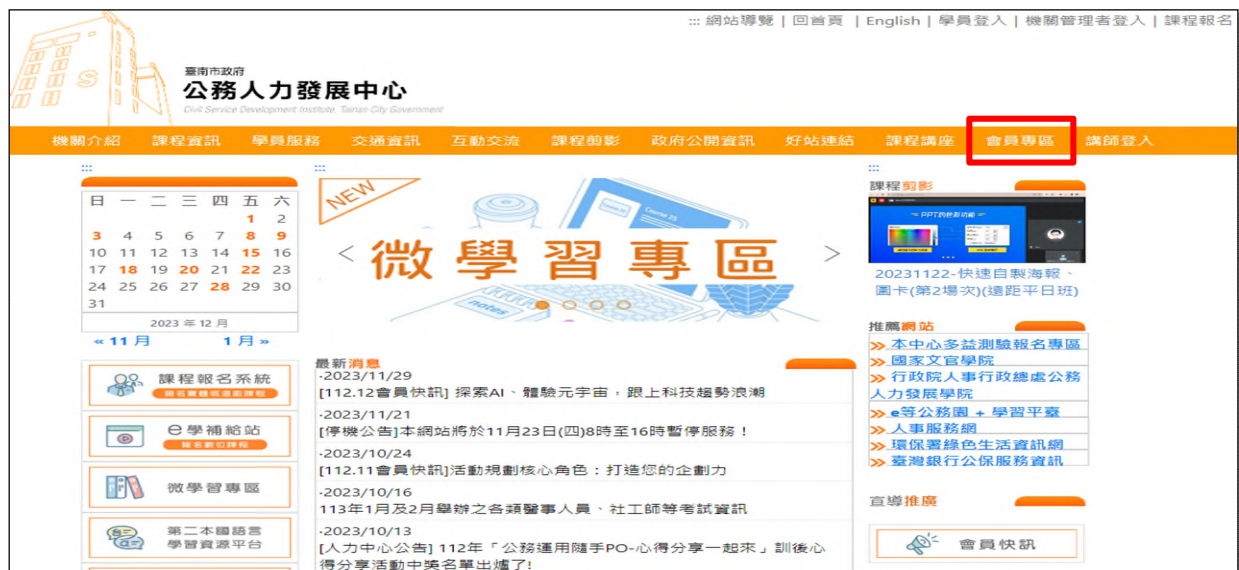 ::: 網站導覽 | 回首頁 | English | 學員登入 | 機關管理者登入 | 課程報名
S
臺南市政府
公務人力發展中心
Civil Service Development Institute, Tainan City Government
機關介紹 課程資訊 學員服務 交通資訊 互動交流 課程剪影 政府公開資訊 好站連結 課程講座 會員專區 講師登入
:::
日 一 二 三 四 五 六
1 2
3 4 5 6 7 8 9
10 11 12 13 14 15 16
17 18 19 20 21 22 23
24 25 26 27 28 29 30
31
2023 年 12 月
« 11 月 1 月 »
課程報名系統
報名實體或遠距課程
e學補給站
報名數位課程
微學習專區
第二本國語言
學習資源平台
:::
NEW
Course 25
< 微學習專區 >
notes
最新消息
·2023/11/29
[112.12會員快訊] 探索AI、體驗元宇宙，跟上科技趨勢浪潮
·2023/11/21
[停機公告]本網站將於11月23日(四)8時至16時暫停服務！
·2023/10/24
[112.11會員快訊]活動規劃核心角色：打造您的企劃力
·2023/10/16
113年1月及2月舉辦之各類醫事人員、社工師等考試資訊
·2023/10/13
[人力中心公告] 112年「公務運用隨手PO-心得分享一起來」訓後心
得分享活動中獎名單出爐了!
:::
課程剪影
PPT的色彩功能
20231122-快速自製海報、
圖卡(第2場次)(遠距平日班)
推薦網站
» 本中心多益測驗報名專區
» 國家文官學院
» 行政院人事行政總處公務
人力發展學院
» e等公務園 + 學習平臺
» 人事服務網
» 環保署綠色生活資訊網
» 臺灣銀行公保服務資訊
宣導推廣
會員快訊